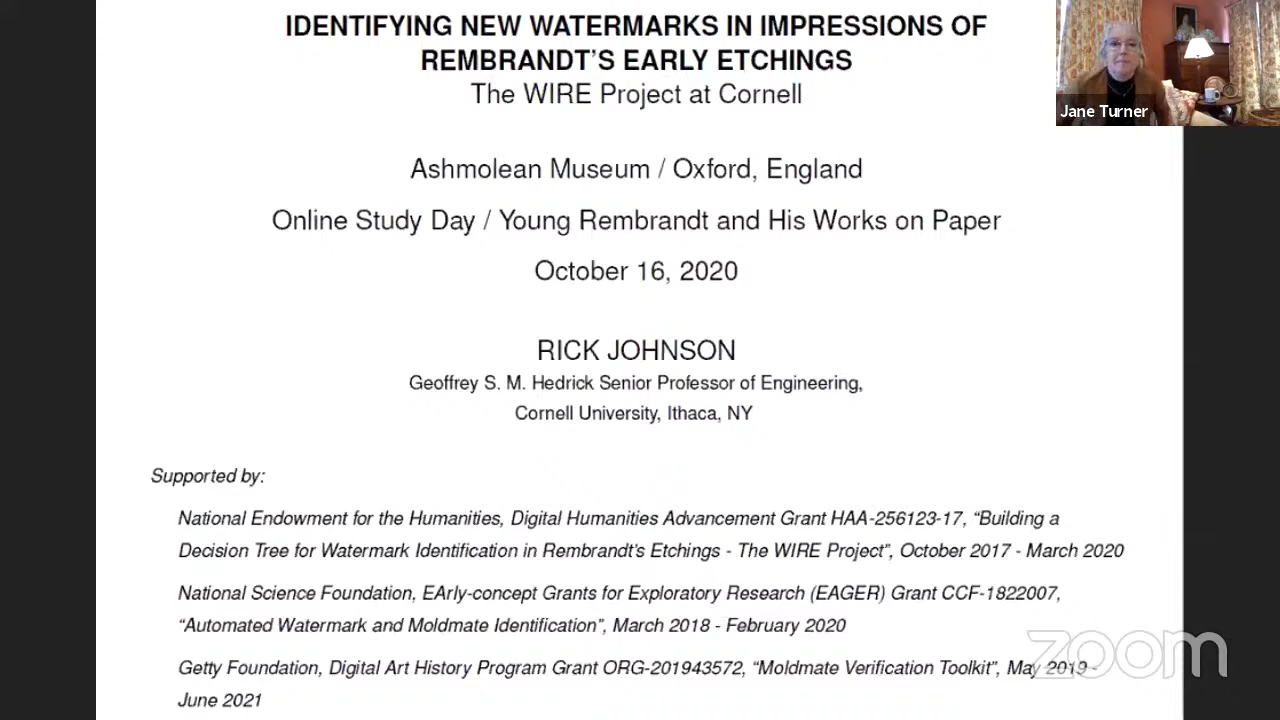 IDENTIFYING NEW WATERMARKS IN IMPRESSIONS OF
REMBRANDT'S EARLY ETCHINGS
The WIRE Project at Cornell
Jane Turner
Ashmolean Museum / Oxford, England
Online Study Day / Young Rembrandt and His Works on Paper
October 16, 2020
RICK JOHNSON
Geoffrey S. M. Hedrick Senior Professor of Engineering,
Cornell University, Ithaca, NY
Supported by:
National Endowment for the Humanities, Digital Humanities Advancement Grant HAA-256123-17, “Building a
Decision Tree for Watermark Identification in Rembrandt's Etchings - The WIRE Project”, October 2017 - March 2020
National Science Foundation, EArly-concept Grants for Exploratory Research (EAGER) Grant CCF-1822007,
“Automated Watermark and Moldmate Identification”, March 2018 - February 2020
Getty Foundation, Digital Art History Program Grant ORG-201943572, “Moldmate Verification Toolkit”, May 2019 -
June 2021
zoom